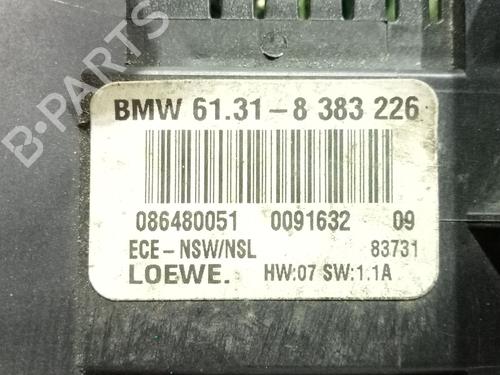 B-PARTS
BMW 61.31-8 383 226
086480051 0091632 09
ECE-NSW/NSL 83731
LOEWE. HW:07 SW:1.1A